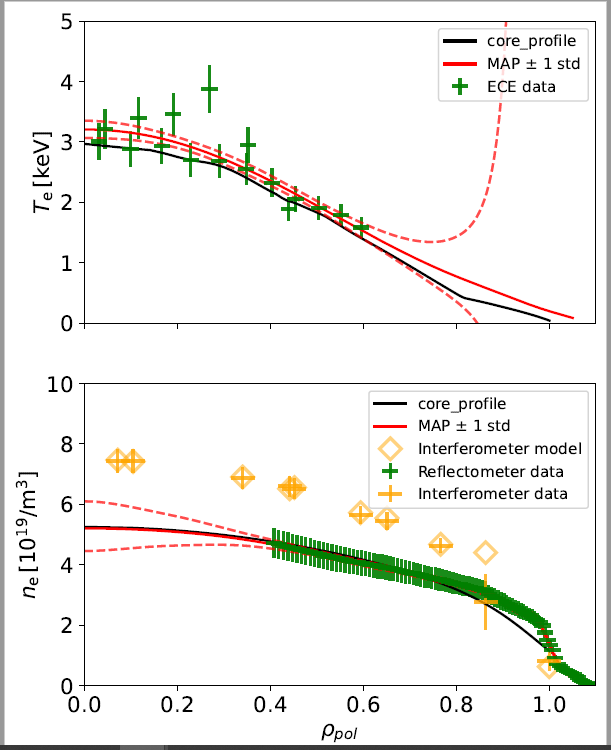 5
4
3
2
1
0
T_e [keV]
core_profile
MAP ± 1 std
ECE data
10
8
6
4
2
0
n_e [10^19/m^3]
core_profile
MAP ± 1 std
Interferometer model
Reflectometer data
Interferometer data
0.0 0.2 0.4 0.6 0.8 1.0
ρ_pol